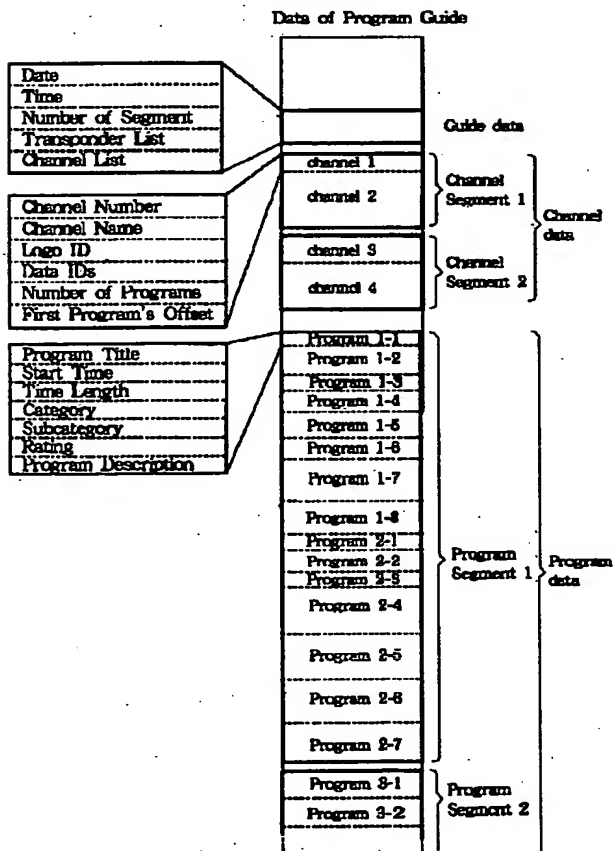 Data of Program Guide
Date
Time
Number of Segment
Transponder List
Channel List
Guide data
Channel Number
Channel Name
Logo ID
Data IDs
Number of Programs
First Program's Offset
channel 1
channel 2
Channel
Segment 1
channel 3
channel 4
Channel
Segment 2
Channel
data
Program Title
Start Time
Time Length
Category
Subcategory
Rating
Program Description
Program 1-1
Program 1-2
Program 1-3
Program 1-4
Program 1-5
Program 1-6
Program 1-7
Program 1-8
Program 2-1
Program 2-2
Program 2-3
Program 2-4
Program 2-5
Program 2-6
Program 2-7
Program
Segment 1
Program
data
Program 3-1
Program 3-2
Program
Segment 2